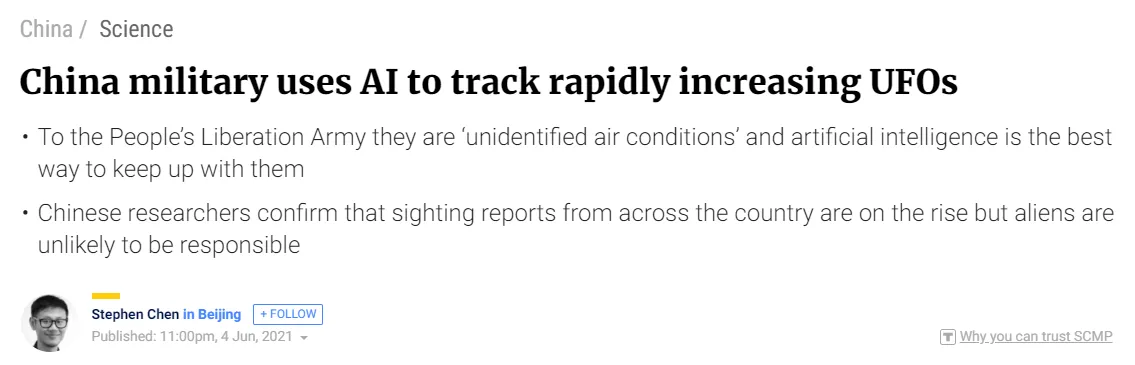 China / Science
China military uses AI to track rapidly increasing UFOs
• To the People’s Liberation Army they are ‘unidentified air conditions’ and artificial intelligence is the best
way to keep up with them
• Chinese researchers confirm that sighting reports from across the country are on the rise but aliens are
unlikely to be responsible
Stephen Chen in Beijing + FOLLOW
Published: 11:00pm, 4 Jun, 2021
T Why you can trust SCMP